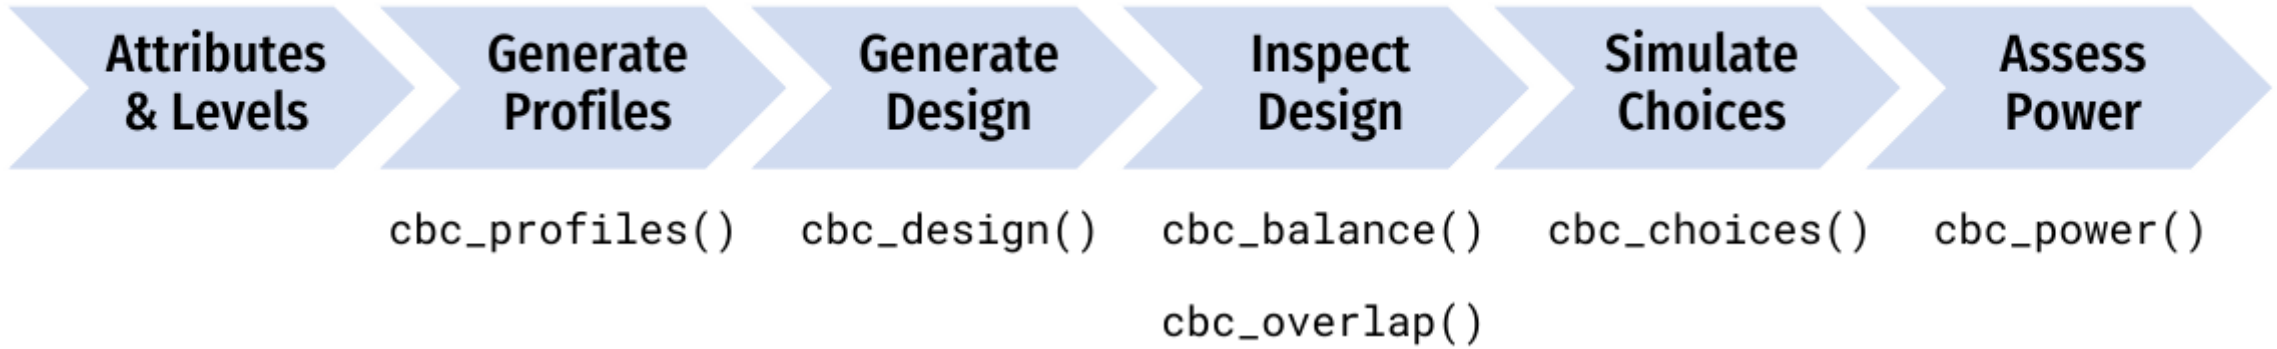 Attributes
& Levels
Generate
Profiles
Generate
Design
Inspect
Design
Simulate
Choices
Assess
Power
cbc_profiles()
cbc_design()
cbc_balance()
cbc_choices()
cbc_power()
cbc_overlap()